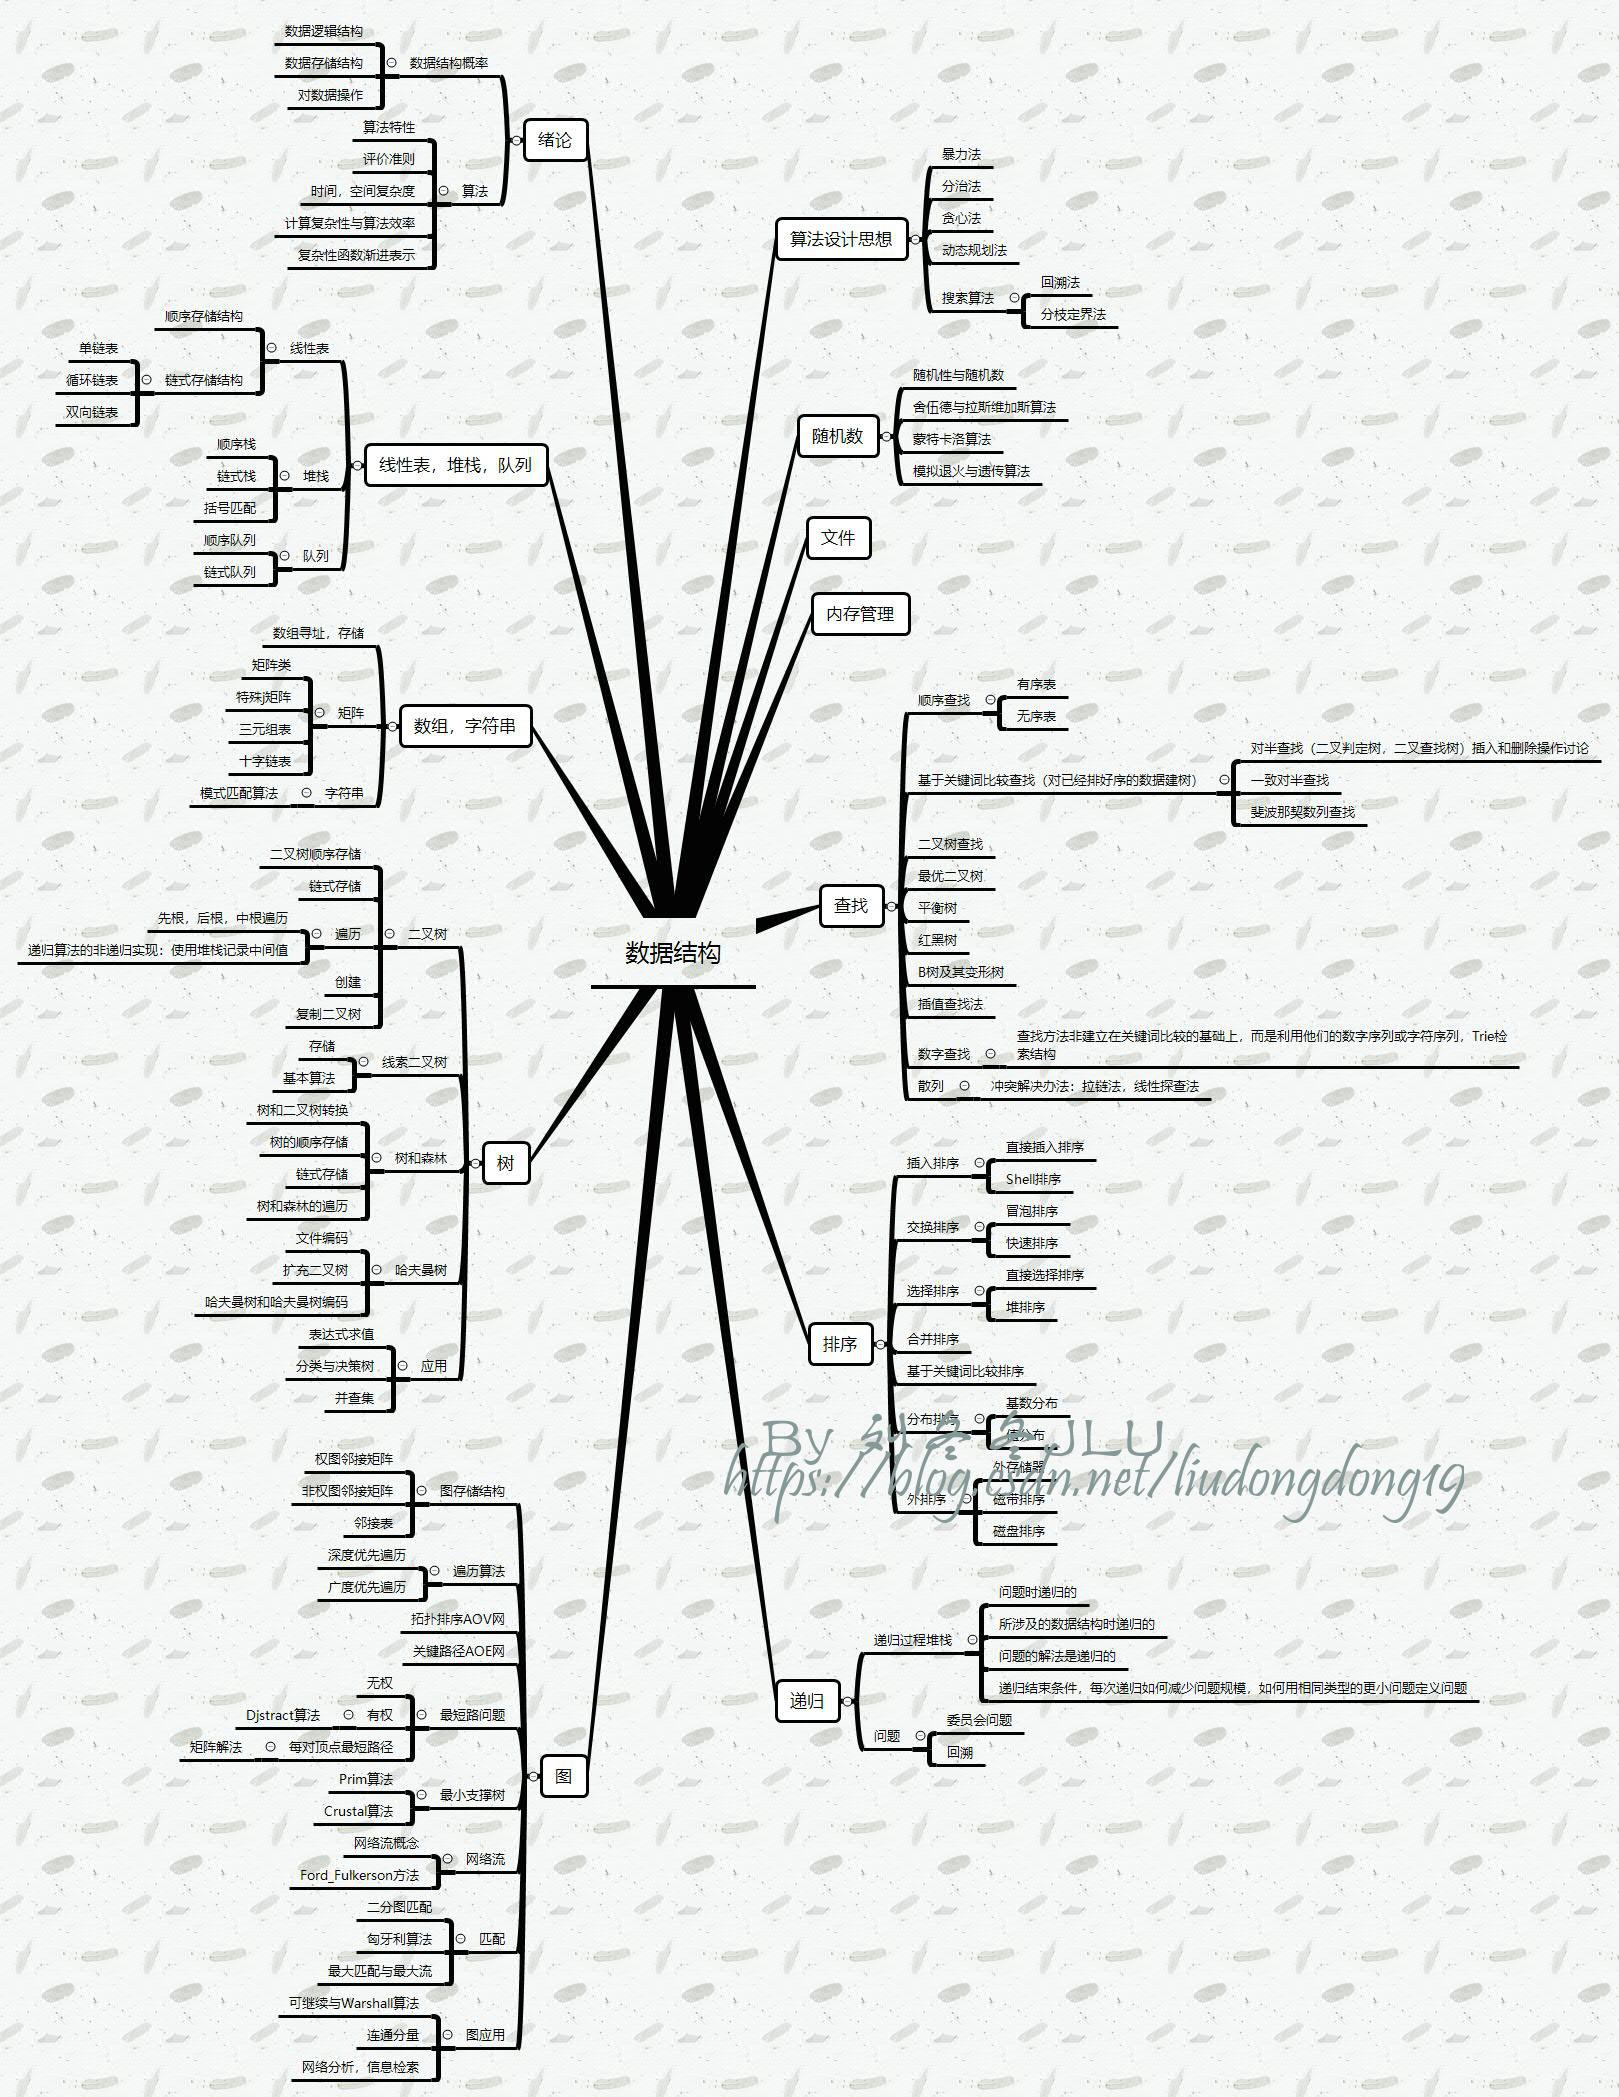 数据结构
绪论
数据结构概率
数据逻辑结构
数据存储结构
对数据操作
算法
算法特性
评价准则
时间，空间复杂度
计算复杂性与算法效率
复杂性函数渐进表示
线性表，堆栈，队列
线性表
顺序存储结构
链式存储结构
单链表
循环链表
双向链表
堆栈
顺序栈
链式栈
括号匹配
队列
顺序队列
链式队列
数组，字符串
数组寻址，存储
矩阵
矩阵类
特殊j矩阵
三元组表
十字链表
字符串
模式匹配算法
树
二叉树
二叉树顺序存储
链式存储
遍历
先根，后根，中根遍历
递归算法的非递归实现：使用堆栈记录中间值
创建
复制二叉树
线索二叉树
存储
基本算法
树和森林
树和二叉树转换
树的顺序存储
链式存储
树和森林的遍历
哈夫曼树
文件编码
扩充二叉树
哈夫曼树和哈夫曼树编码
应用
表达式求值
分类与决策树
并查集
图
图存储结构
权图邻接矩阵
非权图邻接矩阵
邻接表
遍历算法
深度优先遍历
广度优先遍历
拓扑排序AOV网
关键路径AOE网
最短路问题
无权
有权
Djstract算法
每对顶点最短路径
矩阵解法
最小支撑树
Prim算法
Crustal算法
网络流
网络流概念
Ford_Fulkerson方法
匹配
二分图匹配
匈牙利算法
最大匹配与最大流
图应用
可继续与Warshall算法
连通分量
网络分析，信息检索
算法设计思想
暴力法
分治法
贪心法
动态规划法
搜素算法
回溯法
分枝定界法
随机数
随机性与随机数
舍伍德与拉斯维加斯算法
蒙特卡洛算法
模拟退火与遗传算法
文件
内存管理
查找
顺序查找
有序表
无序表
基于关键词比较查找（对已经排好序的数据建树）
对半查找（二叉判定树，二叉查找树）插入和删除操作讨论
一致对半查找
斐波那契数列查找
二叉树查找
最优二叉树
平衡树
红黑树
B树及其变形树
插值查找法
数字查找
查找方法非建立在关键词比较的基础上，而是利用他们的数字序列或字符序列，Trie检
索结构
散列
冲突解决办法：拉链法，线性探查法
排序
插入排序
直接插入排序
Shell排序
交换排序
冒泡排序
快速排序
选择排序
直接选择排序
堆排序
合并排序
基于关键词比较排序
分布排序
基数分布
值分布
外排序
外存储器
磁带排序
磁盘排序
递归
递归过程堆栈
问题时递归的
所涉及的数据结构时递归的
问题的解法是递归的
递归结束条件，每次递归如何减少问题规模，如何用相同类型的更小问题定义问题
问题
委员会问题
回溯
By 刘冬冬JLU
https://blog.csdn.net/liudongdong19